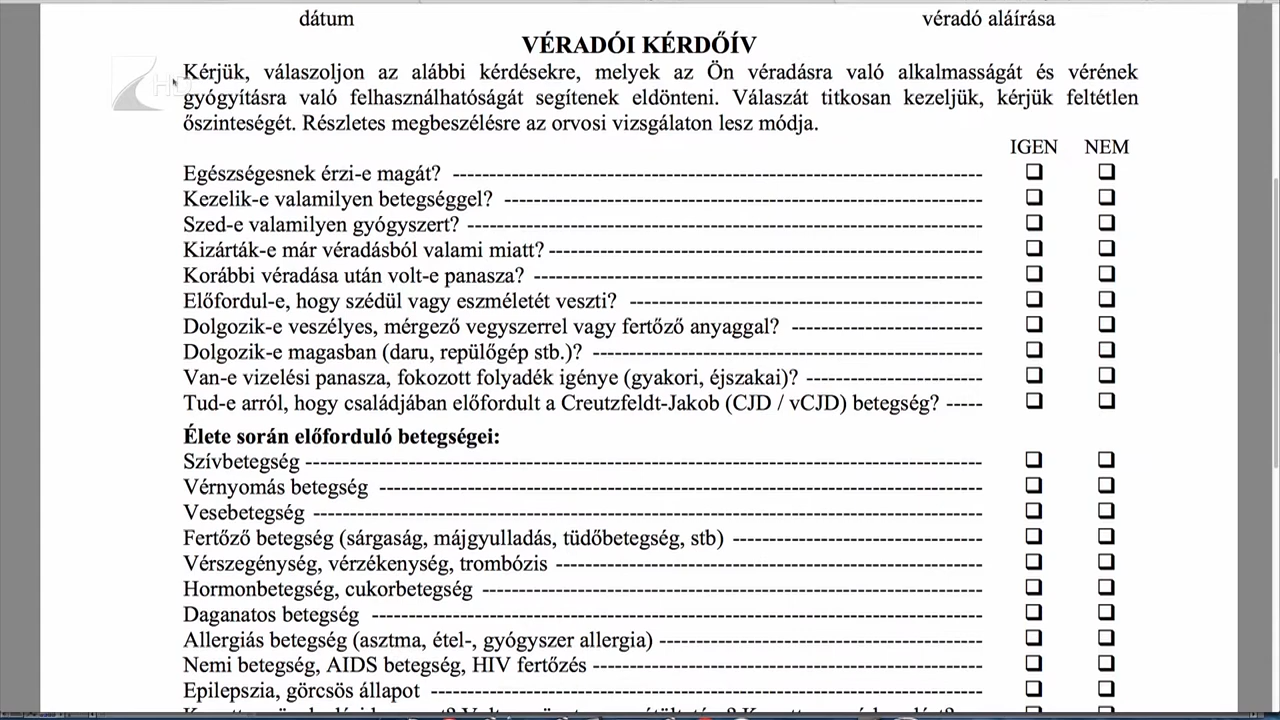 dátum véradó aláírása
VÉRADÓI KÉRDŐÍV
Kérjük, válaszoljon az alábbi kérdésekre, melyek az Ön véradásra való alkalmasságát és vérének
gyógyításra való felhasználhatóságát segítenek eldönteni. Válaszát titkosan kezeljük, kérjük feltétlen
őszinteségét. Részletes megbeszélésre az orvosi vizsgálaton lesz módja.
HD
IGEN NEM
Egészségesnek érzi-e magát?
Kezelik-e valamilyen betegséggel?
Szed-e valamilyen gyógyszert?
Kizárták-e már véradásból valami miatt?
Korábbi véradása után volt-e panasza?
Előfordul-e, hogy szédül vagy eszméletét veszti?
Dolgozik-e veszélyes, mérgező vegyszerrel vagy fertőző anyaggal?
Dolgozik-e magasban (daru, repülőgép stb.)?
Van-e vizelési panasza, fokozott folyadék igénye (gyakori, éjszakai)?
Tud-e arról, hogy családjában előfordult a Creutzfeldt-Jakob (CJD / vCJD) betegség?
Élete során előforduló betegségei:
Szívbetegség
Vérnyomás betegség
Vesebetegség
Fertőző betegség (sárgaság, májgyulladás, tüdőbetegség, stb)
Vérszegénység, vérzékenység, trombózis
Hormonbetegség, cukorbetegség
Daganatos betegség
Allergiás betegség (asztma, étel-, gyógyszer allergia)
Nemi betegség, AIDS betegség, HIV fertőzés
Epilepszia, görcsös állapot